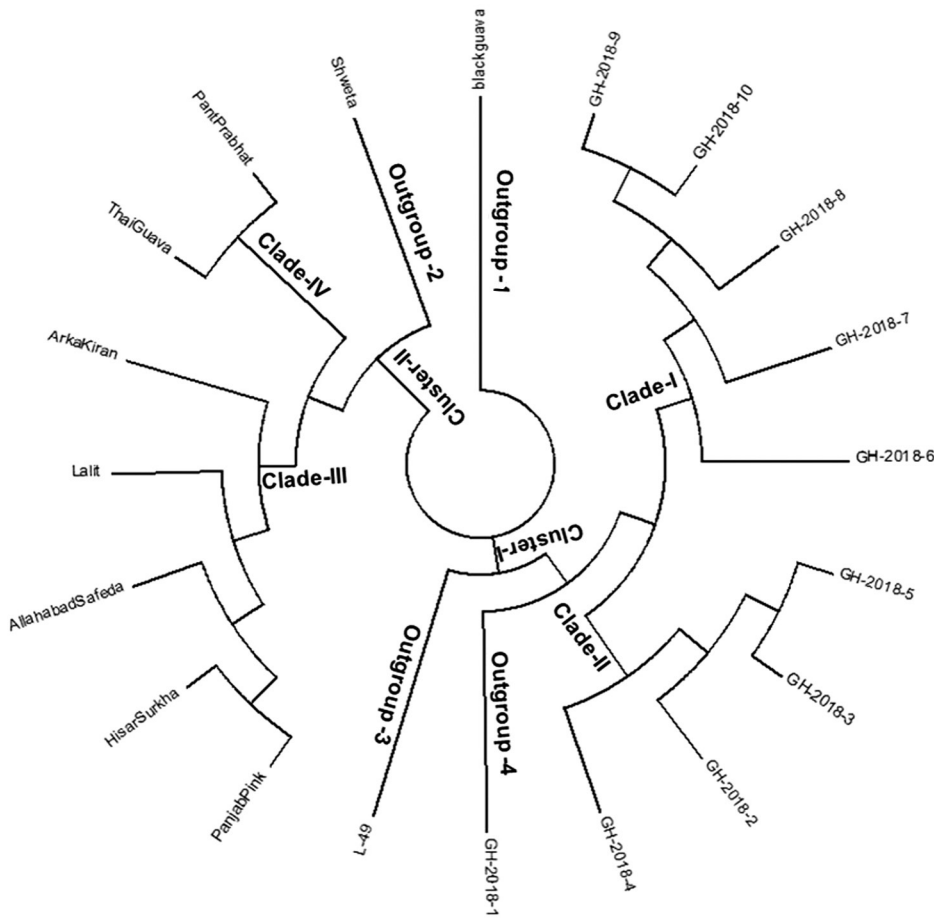 blackguava
GH-2018-9
GH-2018-10
GH-2018-8
GH-2018-7
GH-2018-6
GH-2018-5
GH-2018-3
GH-2018-2
GH-2018-4
GH-2018-1
L-49
PanjabPink
HisarSurkha
AllahabadSafeda
Lalit
ArkaKiran
ThaiGuava
PantPrabhat
Shweta
Outgroup -1
Outgroup -2
Clade-IV
Cluster-II
Clade-III
Clade-I
Cluster-I
Clade-II
Outgroup -3
Outgroup -4